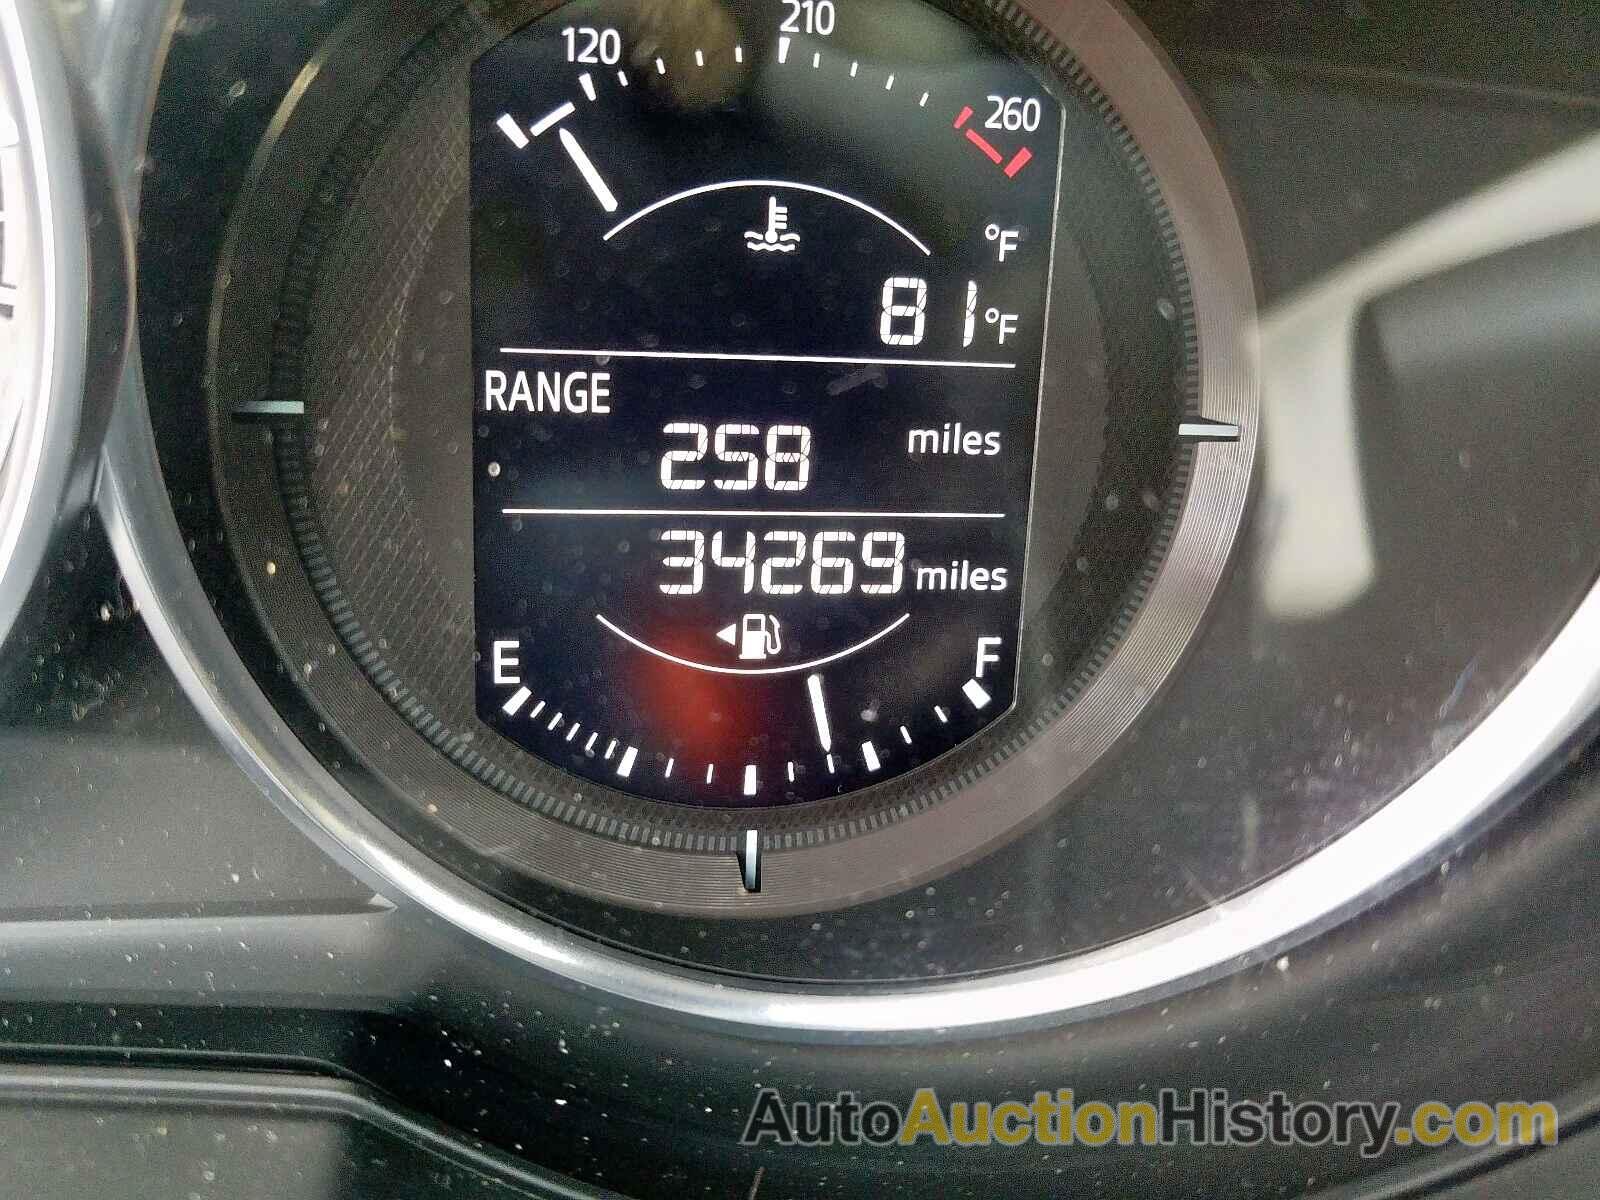 210
120
260
°F
81°F
RANGE
258 miles
34269 miles
E F
AutoAuctionHistory.com